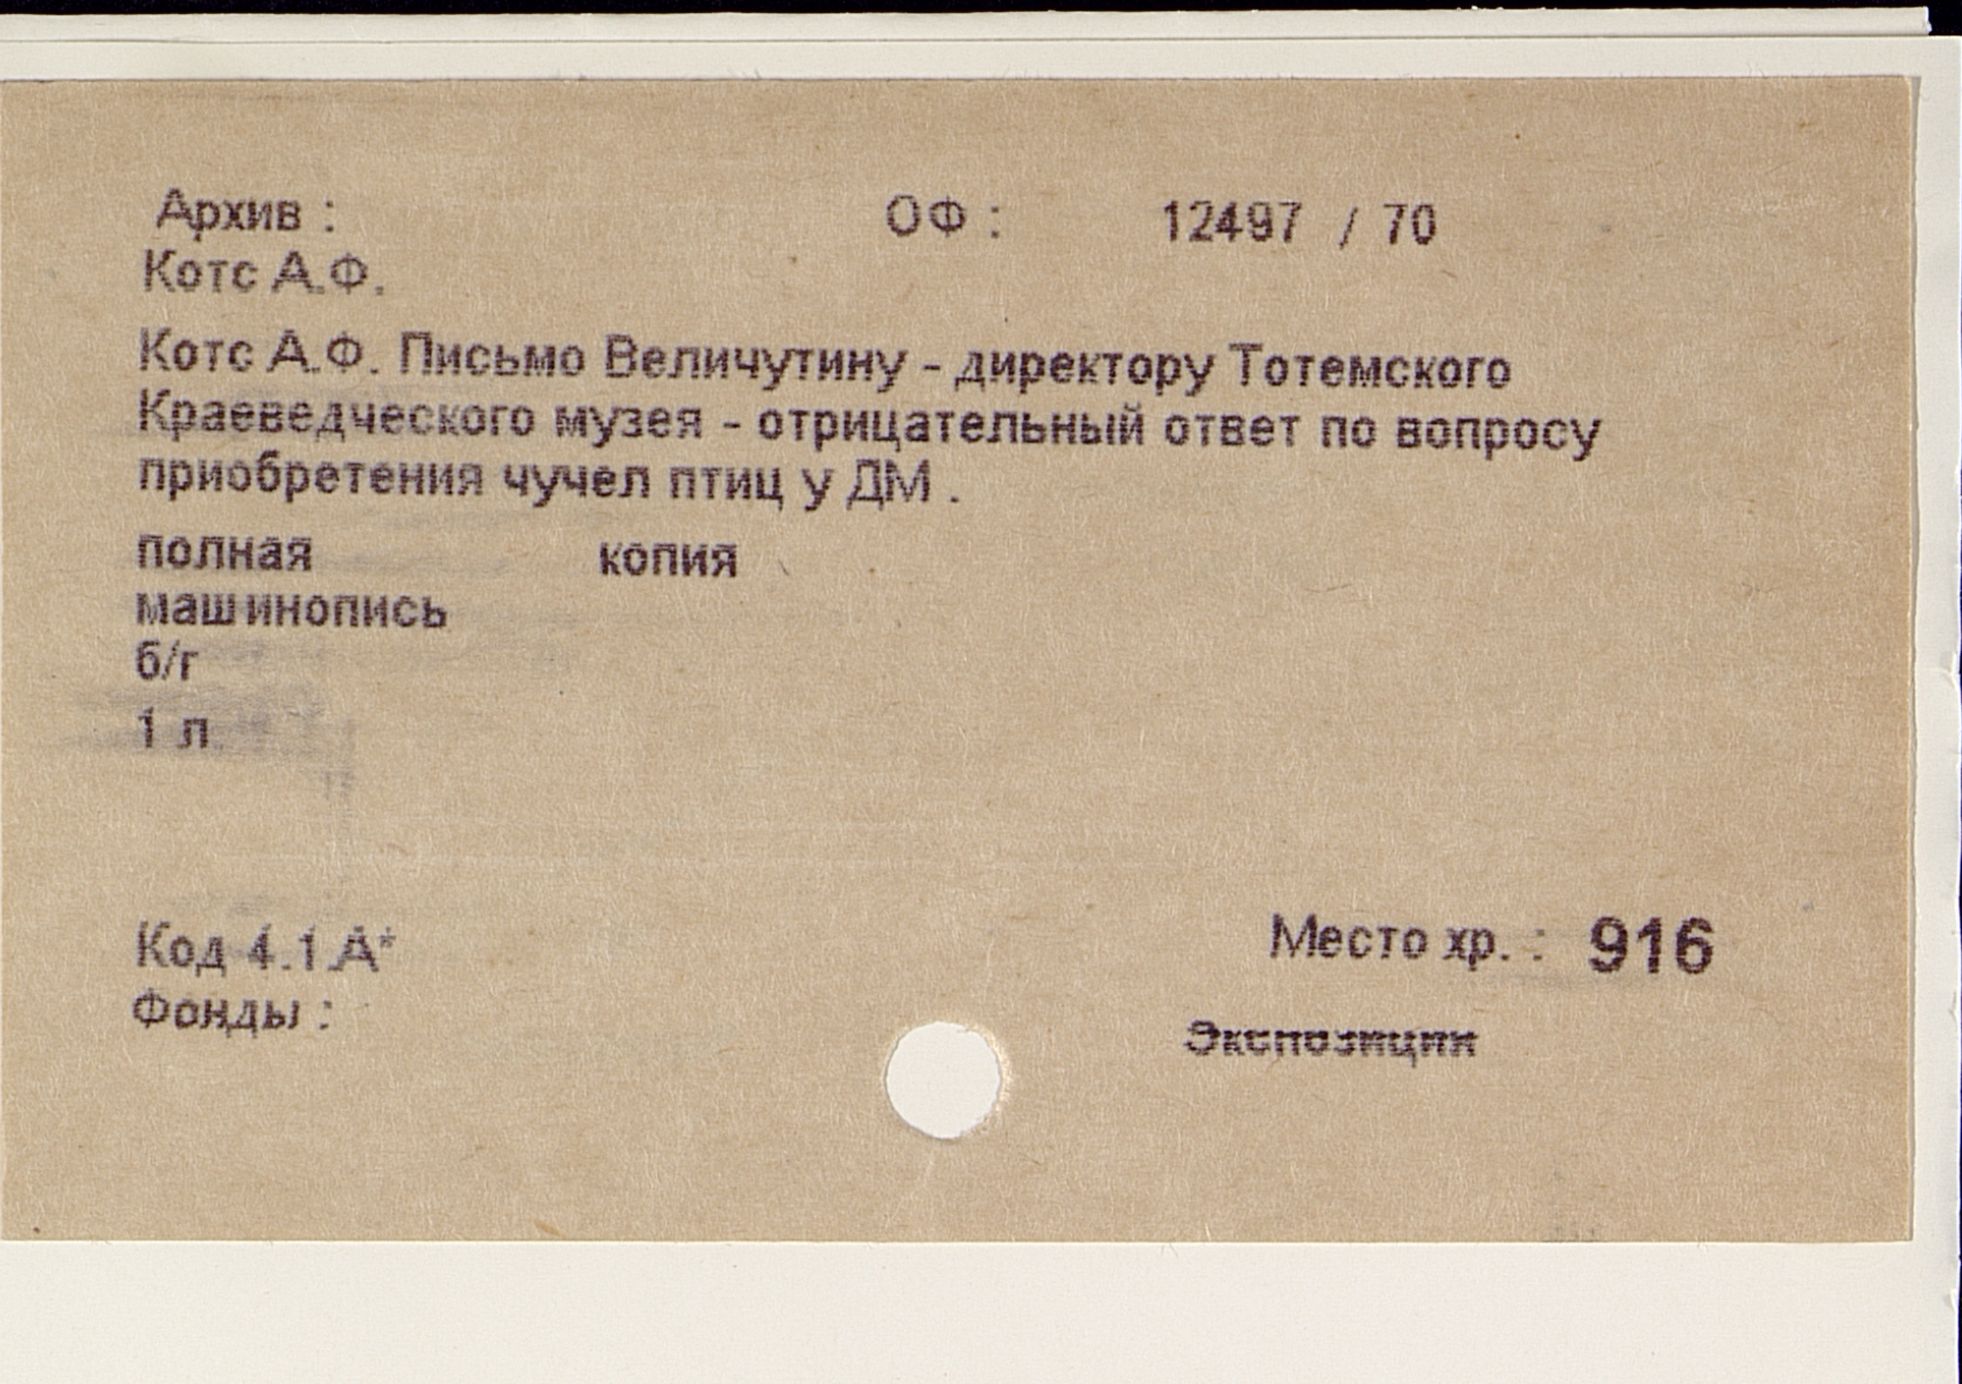 Архив :
ОФ : 12497 / 70
Котс А.Ф.
Котс А.Ф. Письмо Величутину - директору Тотемского
Краеведческого музея - отрицательный ответ по вопросу
приобретения чучел птиц у ДМ .
полная копия
машинопись
б/г
1 л
Код 4.1.А*
Место хр. : 916
Фонды :
Экспозиции